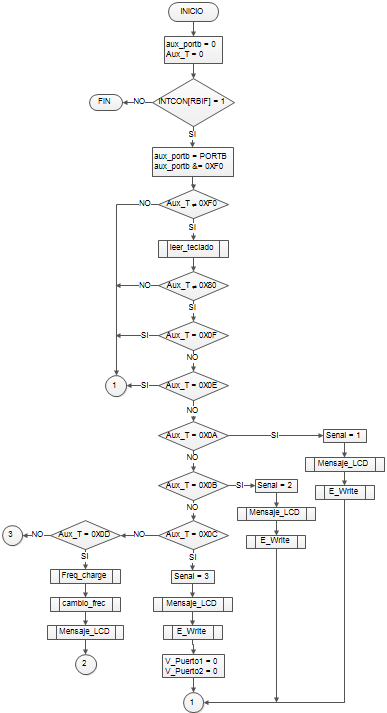 INICIO
aux_portb = 0
Aux_T = 0
INTCON[RBIF] = 1
NO
FIN
SI
aux_portb = PORTB
aux_portb &= 0XF0
Aux_T ≠ 0XF0
NO
SI
leer_teclado
Aux_T ≠ 0X80
NO
SI
Aux_T = 0X0F
SI
NO
Aux_T = 0X0E
SI
1
NO
Aux_T = 0X0A
SI
Senal = 1
NO
Mensaje_LCD
E_Write
Aux_T = 0X0B
SI
Senal = 2
NO
Mensaje_LCD
E_Write
Aux_T = 0X0C
NO
Aux_T = 0X0D
NO
3
SI
SI
Freq_charge
Senal = 3
cambio_frec
Mensaje_LCD
Mensaje_LCD
E_Write
2
V_Puerto1 = 0
V_Puerto2 = 0
1